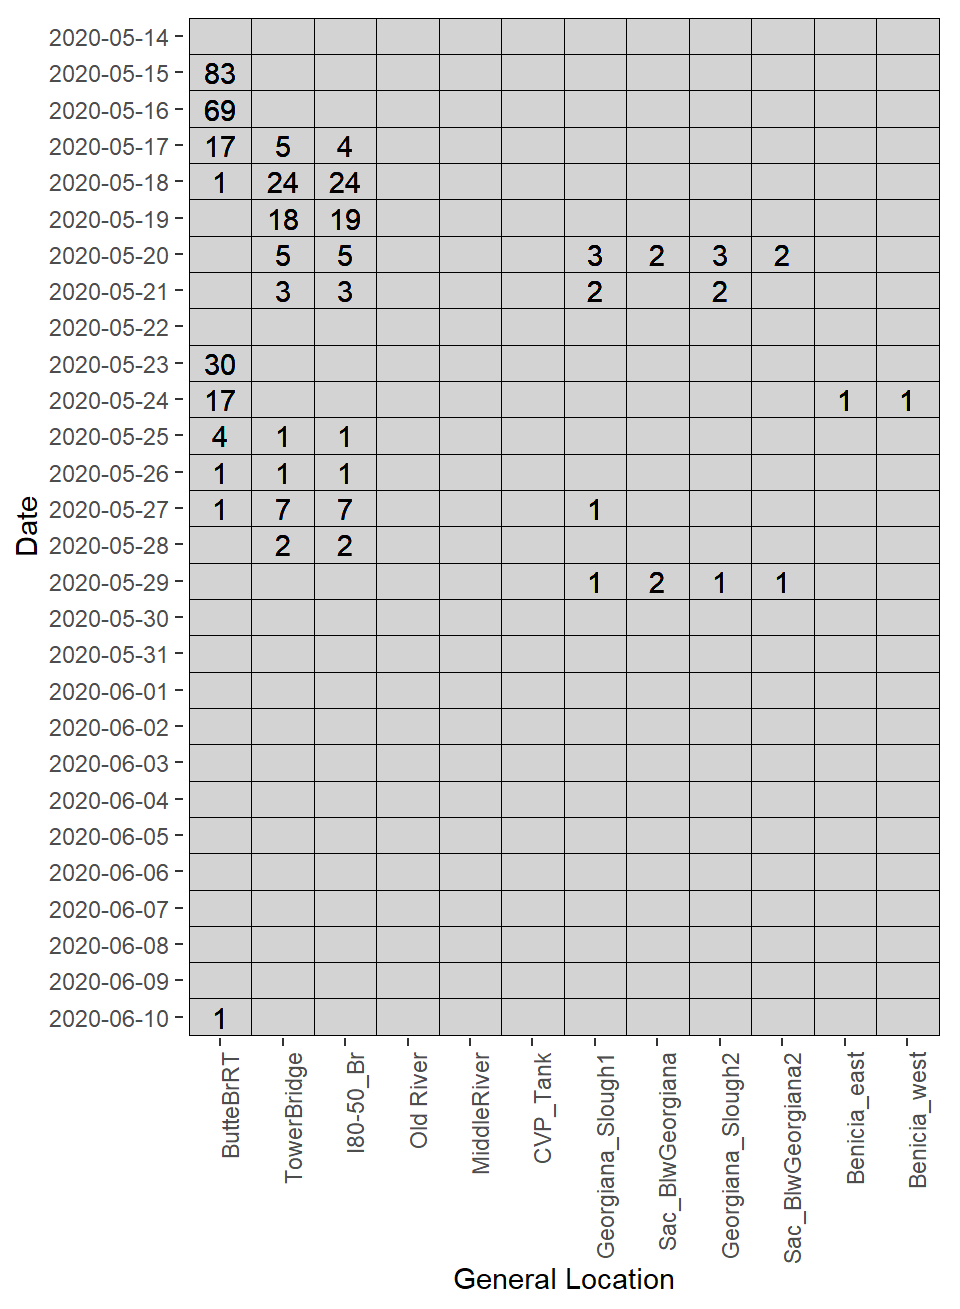 2020-05-14
2020-05-15 83
2020-05-16 69
2020-05-17 17 5 4
2020-05-18 1 24 24
2020-05-19 18 19
2020-05-20 5 5 3 2 3 2
2020-05-21 3 3 2 2
2020-05-22
2020-05-23 30
2020-05-24 17 1 1
2020-05-25 4 1 1
2020-05-26 1 1 1
2020-05-27 1 7 7 1
2020-05-28 2 2
2020-05-29 1 2 1 1
2020-05-30
2020-05-31
2020-06-01
2020-06-02
2020-06-03
2020-06-04
2020-06-05
2020-06-06
2020-06-07
2020-06-08
2020-06-09
2020-06-10 1
Date
ButteBrRT
TowerBridge
I80-50_Br
Old River
MiddleRiver
CVP_Tank
Georgiana_Slough1
Sac_BlwGeorgiana
Georgiana_Slough2
Sac_BlwGeorgiana2
Benicia_east
Benicia_west
General Location